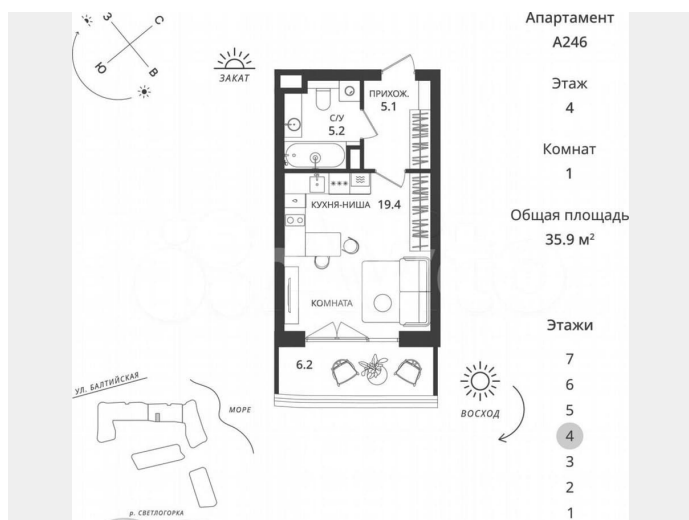 З
С
Ю
В
ЗАКАТ
Апартамент
А246
Этаж
4
Комнат
1
Общая площадь
35.9 м²
ПРИХОЖ.
5.1
С/У
5.2
КУХНЯ-НИША 19.4
КОМНАТА
6.2
ВОСХОД
УЛ. БАЛТИЙСКАЯ
МОРЕ
р. СВЕТЛОГОРКА
Этажи
7
6
5
4
3
2
1